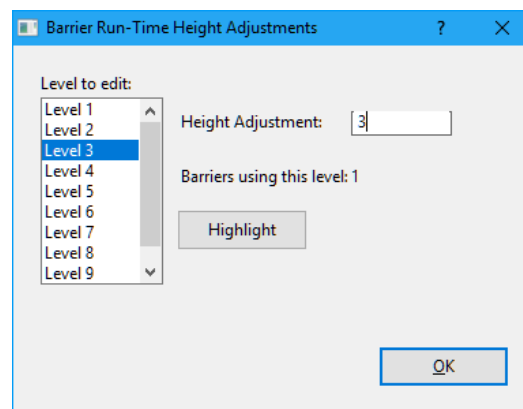 Barrier Run-Time Height Adjustments ?
Level to edit:
Level 1
Level 2
Level 3
Level 4
Level 5
Level 6
Level 7
Level 8
Level 9
Height Adjustment: 3
Barriers using this level: 1
Highlight
OK